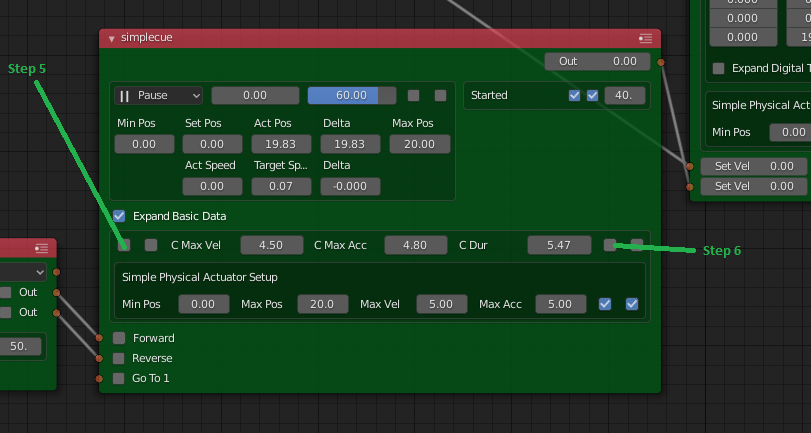 simplecue
Out 0.00
Step 5
Pause 0.00 60.00
Started 40.
Min Pos Set Pos Act Pos Delta Max Pos
0.00 0.00 19.83 19.83 20.00
Act Speed Target Sp... Delta
0.00 0.07 -0.000
Expand Basic Data
C Max Vel 4.50 C Max Acc 4.80 C Dur 5.47
Step 6
Simple Physical Actuator Setup
Min Pos 0.00 Max Pos 20.0 Max Vel 5.00 Max Acc 5.00
Forward
Reverse
Go To 1
Out
Out
50.
0.000
0.000
0.000 19
Expand Digital T
Simple Physical Actu
Min Pos 0.00
Set Vel 0.00
Set Vel 0.00